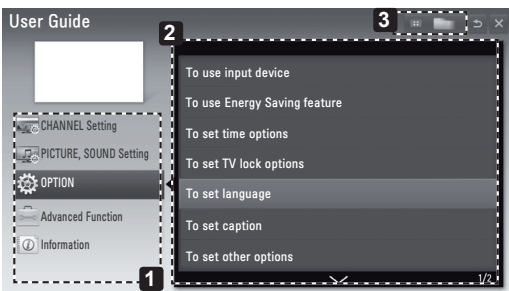 User Guide
3
2
To use input device
To use Energy Saving feature
To set time options
To set TV lock options
To set language
To set caption
To set other options
1/2
CHANNEL Setting
PICTURE, SOUND Setting
OPTION
Advanced Function
Information
1